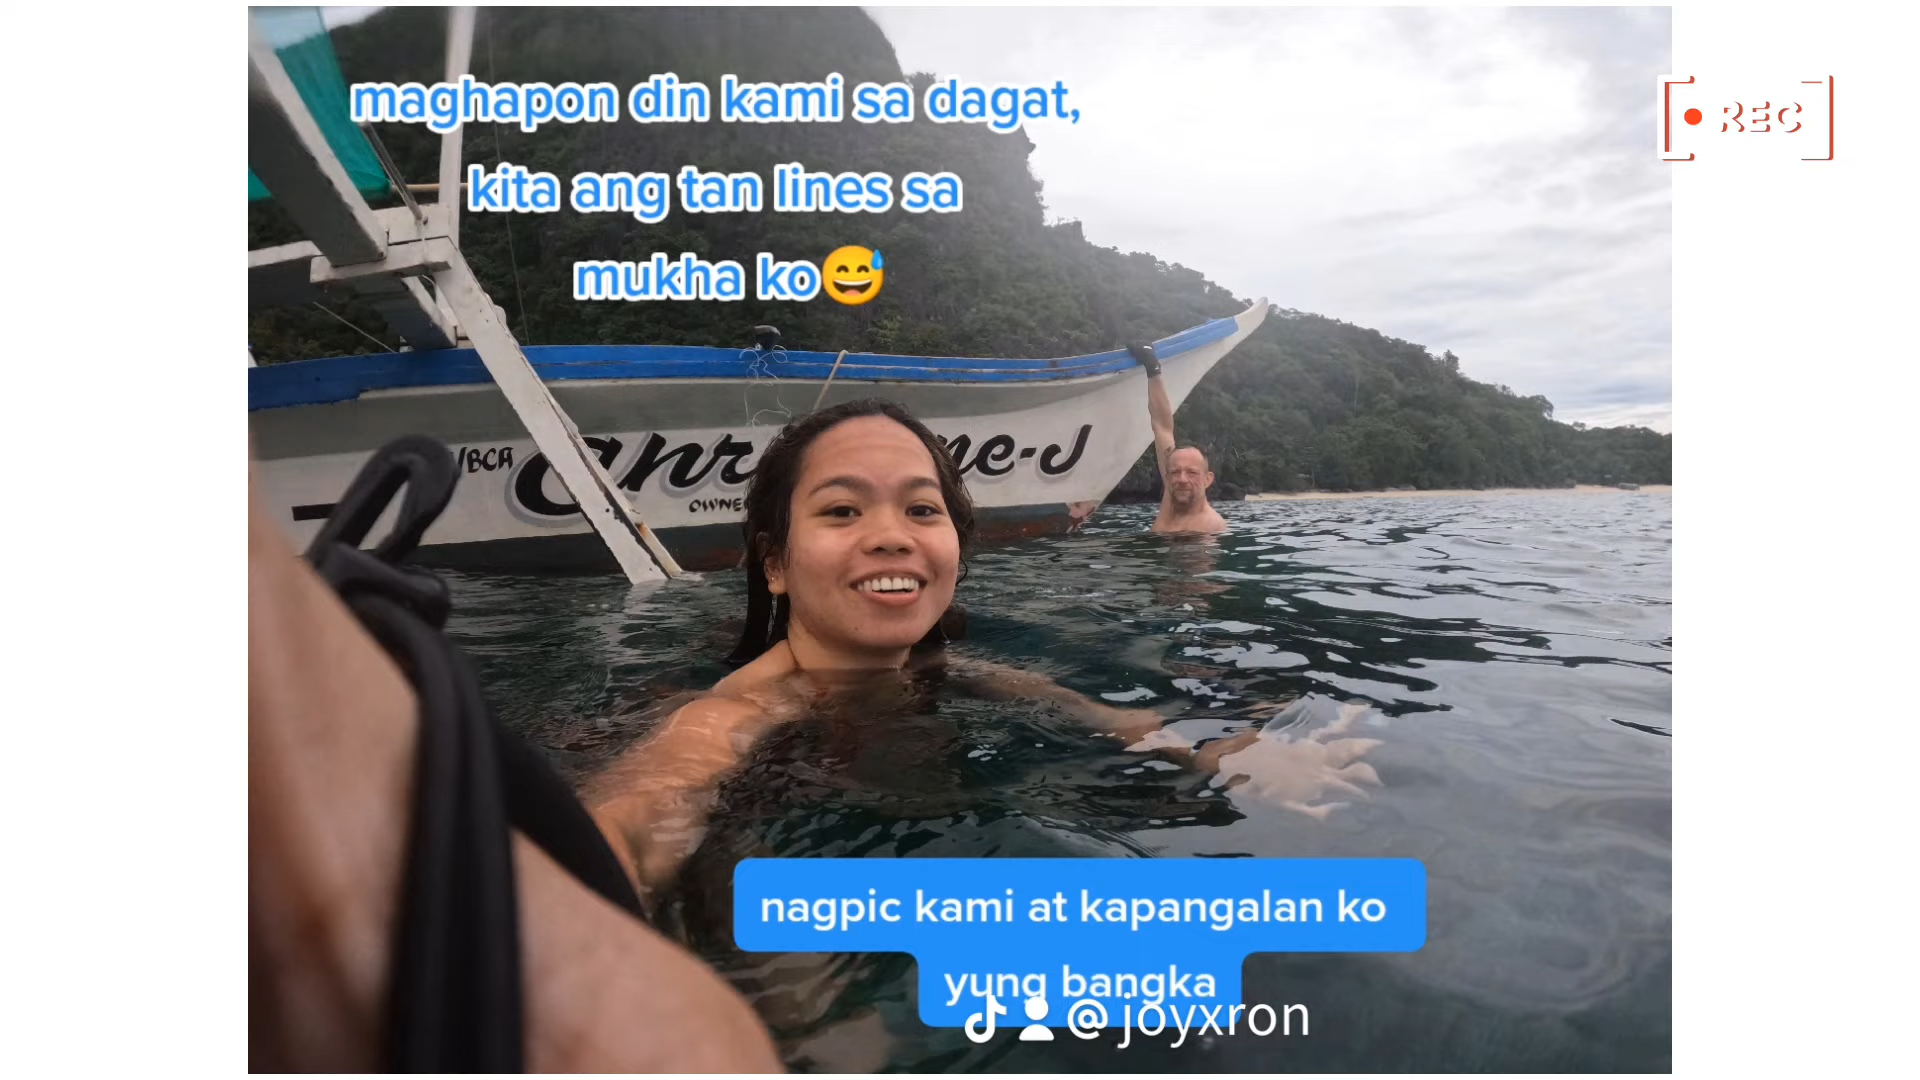 maghapon din kami sa dagat,
kita ang tan lines sa
mukha ko😅
REC
/BCA
ne-J
OWNE
nagpic kami at kapangalan ko
yung bangka
@joyxron